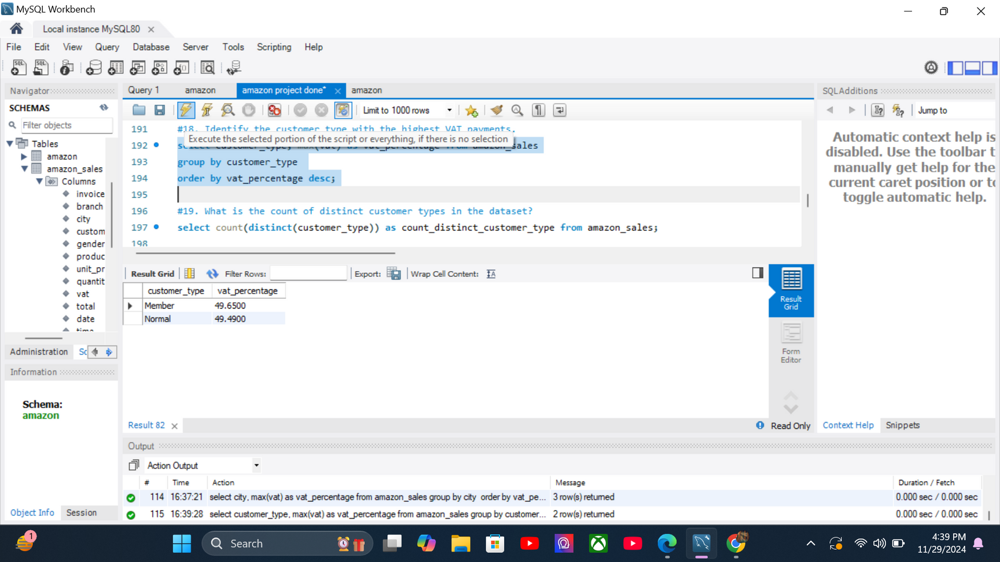 MySQL Workbench
Local instance MySQL80
File Edit View Query Database Server Tools Scripting Help
Navigator
SCHEMAS
Filter objects
Tables
amazon
amazon_sales
Columns
invoice
branch
city
custom
gender
produc
unit_pr
quantit
vat
total
date
time
Administration Sc
Information
Schema:
amazon
Object Info Session
Query 1 amazon amazon project done* amazon
Limit to 1000 rows
191 #18. Identify the customer type with the highest VAT payments.
Execute the selected portion of the script or everything, if there is no selection
192 select customer_type, max(vat) as vat_percentage from amazon_sales
193 group by customer_type
194 order by vat_percentage desc;
195
196 #19. What is the count of distinct customer types in the dataset?
197 select count(distinct(customer_type)) as count_distinct_customer_type from amazon_sales;
198
Result Grid Filter Rows: Export: Wrap Cell Content:
customer_type vat_percentage
Member 49.6500
Normal 49.4900
Result
Grid
Form
Editor
Result 82
Read Only
SQLAdditions
Jump to
Automatic context help is
disabled. Use the toolbar t
manually get help for the
current caret position or to
toggle automatic help.
Context Help Snippets
Output
Action Output
# Time Action Message Duration / Fetch
114 16:37:21 select city, max(vat) as vat_percentage from amazon_sales group by city order by vat_pe... 3 row(s) returned 0.000 sec / 0.000 sec
115 16:39:28 select customer_type, max(vat) as vat_percentage from amazon_sales group by customer... 2 row(s) returned 0.000 sec / 0.000 sec
1
Search
4:39 PM
11/29/2024